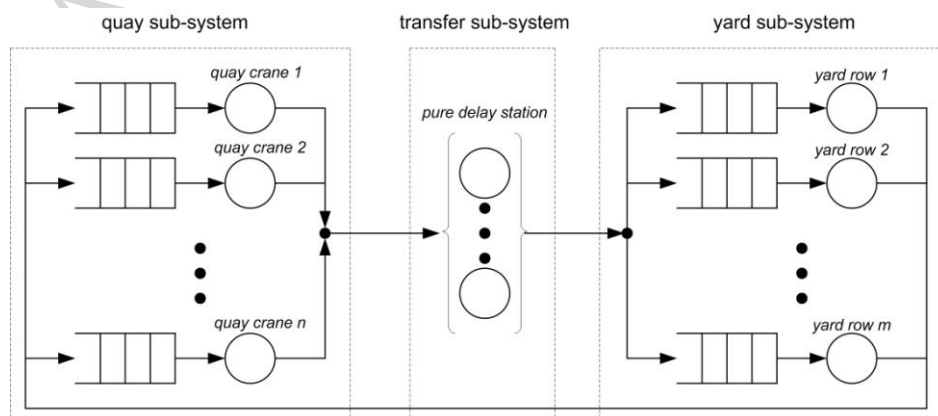 quay sub-system
transfer sub-system
yard sub-system
quay crane 1
quay crane 2
quay crane n
pure delay station
yard row 1
yard row 2
yard row m